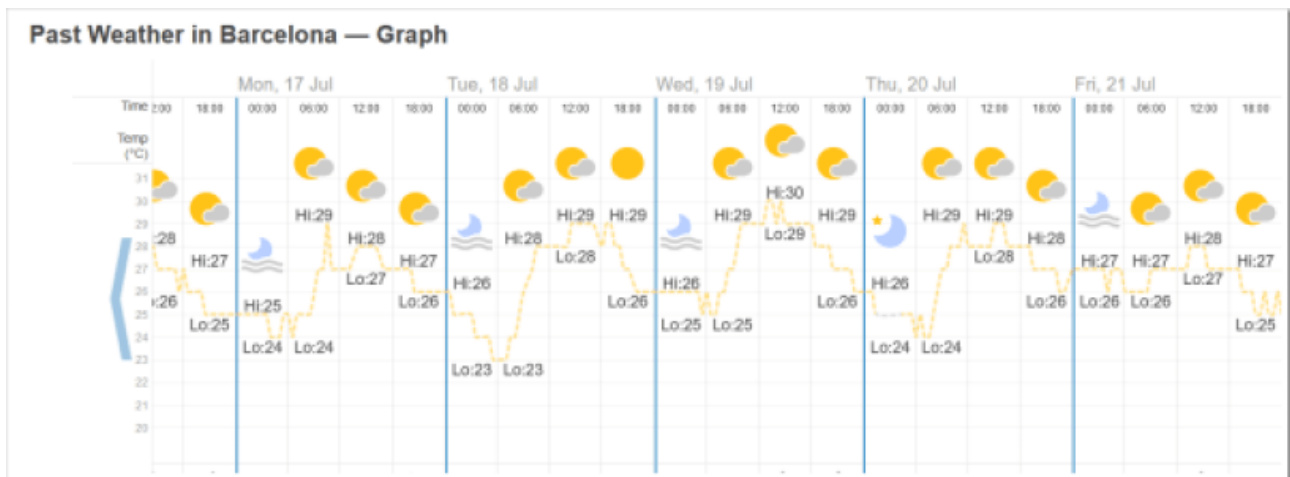 Past Weather in Barcelona — Graph
Mon, 17 Jul Tue, 18 Jul Wed, 19 Jul Thu, 20 Jul Fri, 21 Jul
Time 2:00 18:00 00:00 06:00 12:00 18:00 00:00 06:00 12:00 18:00 00:00 06:00 12:00 18:00 00:00 06:00 12:00 18:00 00:00 06:00 12:00 18:00
Temp
(°C)
31
30 Hi:30
29 Hi:29 Hi:29 Hi:29 Hi:29 Hi:29 Hi:29 Hi:29
Lo:29
28 :28 Hi:28 Hi:28 Hi:28 Hi:28
Lo:28 Lo:28
27 Hi:27 Hi:27 Hi:27 Hi:27 Hi:27
Lo:27 Lo:27
Hi:26 Hi:26 Hi:26
26 :26 Lo:26 Lo:26 Lo:26 Lo:26 Lo:26 Lo:26
Hi:25
25 Lo:25 Lo:25 Lo:25 Lo:25
24 Lo:24 Lo:24 Lo:24 Lo:24
23 Lo:23 Lo:23
22
21
20